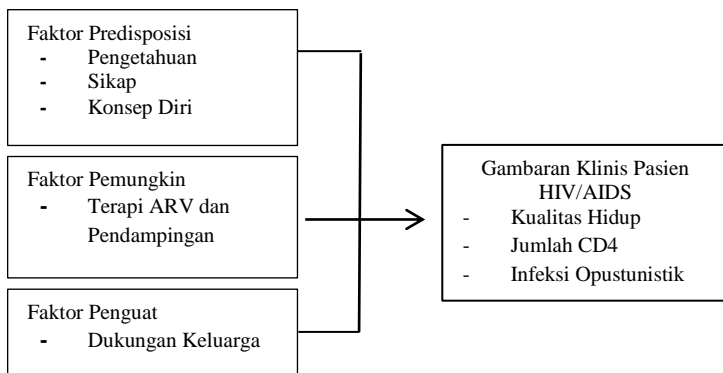 Faktor Predisposisi
- Pengetahuan
- Sikap
- Konsep Diri
Faktor Pemungkin
- Terapi ARV dan
Pendampingan
Faktor Penguat
- Dukungan Keluarga
Gambaran Klinis Pasien
HIV/AIDS
- Kualitas Hidup
- Jumlah CD4
- Infeksi Opustunistik